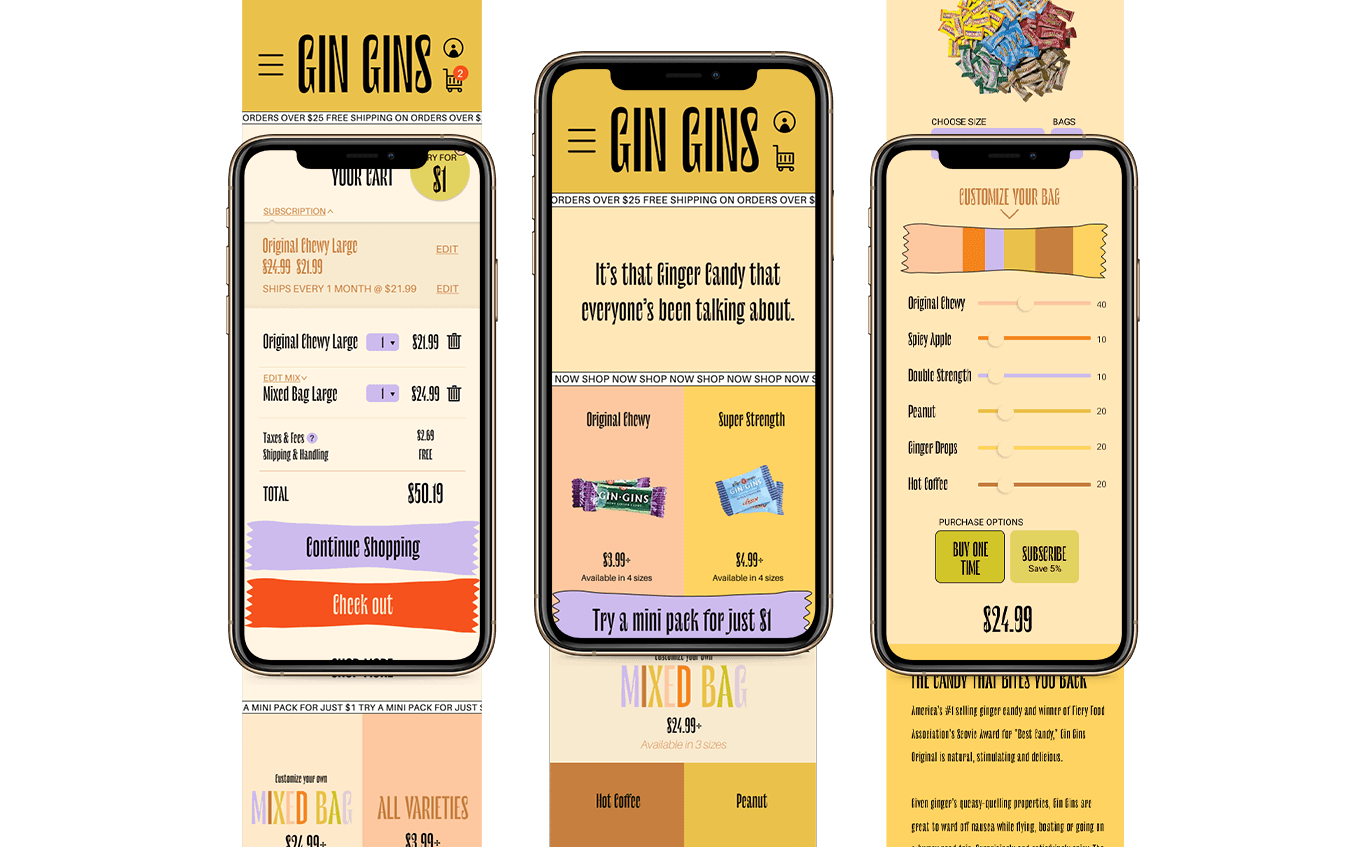 GIN GINS
2
ORDERS OVER $25 FREE SHIPPING ON ORDERS OVER $
YOUR CART
RY FOR
$1
SUBSCRIPTION
Original Chewy Large
EDIT
$24.99 $21.99
SHIPS EVERY 1 MONTH @ $21.99
EDIT
Original Chewy Large 1 $21.99
EDIT MIX
Mixed Bag Large 1 $24.99
Taxes & Fees ? $2.69
Shipping & Handling FREE
TOTAL $50.19
Continue Shopping
Check out
SHOP MORE
A MINI PACK FOR JUST $1 TRY A MINI PACK FOR JUST $
Customize your own
MIXED BAG
$24.99+
ALL VARIETIES
$3.99+
GIN GINS
ORDERS OVER $25 FREE SHIPPING ON ORDERS OVER $
It's that Ginger Candy that
everyone's been talking about.
NOW SHOP NOW SHOP NOW SHOP NOW SHOP NOW S
Original Chewy
Super Strength
GIN·GINS
GIN·GINS
$3.99+
$4.99+
Available in 4 sizes
Available in 4 sizes
Try a mini pack for just $1
Customize your own
MIXED BAG
$24.99+
Available in 3 sizes
Hot Coffee
Peanut
CHOOSE SIZE
BAGS
CUSTOMIZE YOUR BAG
Original Chewy 40
Spicy Apple 10
Double Strength 10
Peanut 20
Ginger Drops 20
Hot Coffee 20
PURCHASE OPTIONS
BUY ONE
TIME
SUBSCRIBE
Save 5%
$24.99
THE CANDY THAT BITES YOU BACK
America's #1 selling ginger candy and winner of Fiery Food
Association's Scovie Award for "Best Candy," Gin Gins
Original is natural, stimulating and delicious.
Given ginger's queasy-quelling properties, Gin Gins are
great to ward off nausea while flying, boating or going on